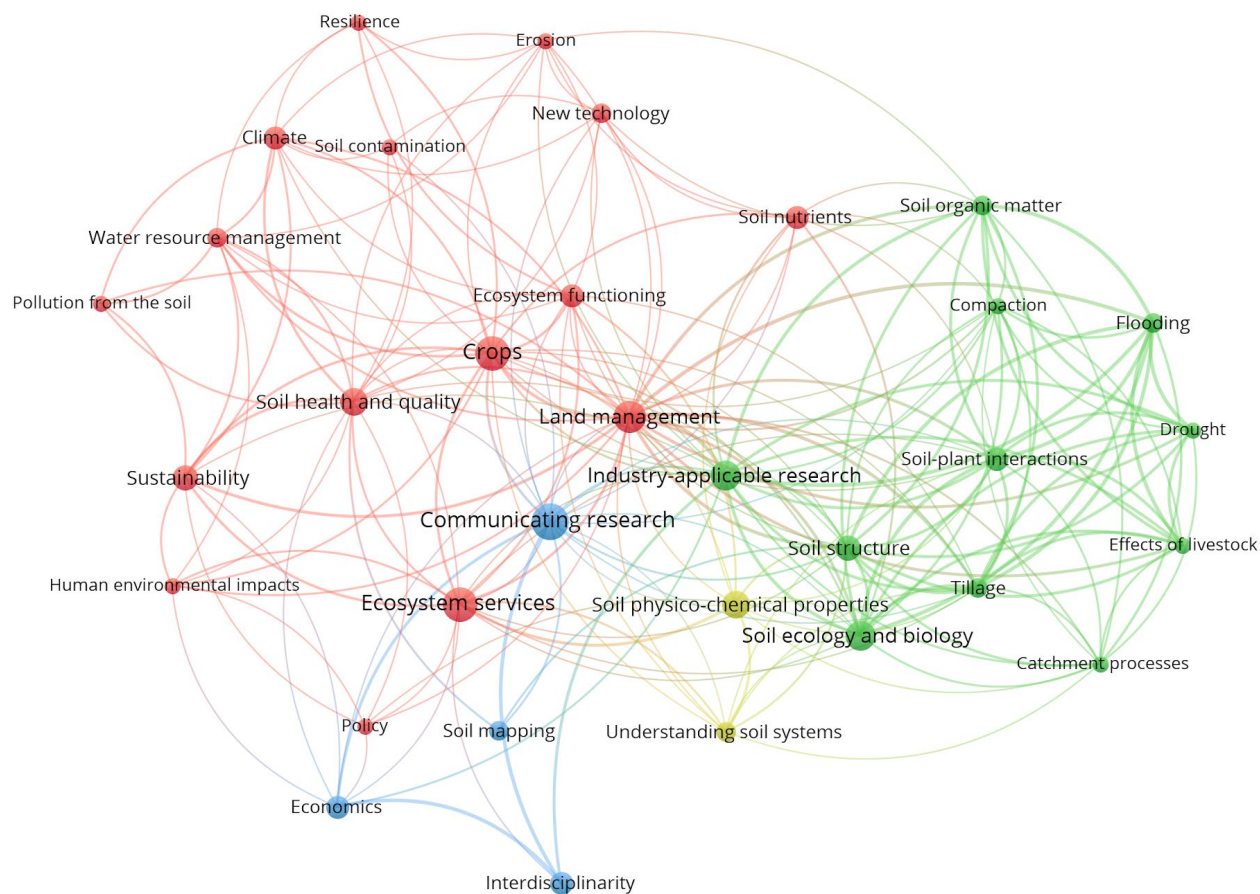 Resilience
Erosion
New technology
Climate
Soil contamination
Soil organic matter
Soil nutrients
Water resource management
Pollution from the soil
Ecosystem functioning
Compaction
Flooding
Crops
Soil health and quality
Land management
Drought
Soil-plant interactions
Sustainability
Industry-applicable research
Communicating research
Soil structure
Effects of livestock
Human environmental impacts
Tillage
Ecosystem services
Soil physico-chemical properties
Soil ecology and biology
Catchment processes
Policy
Soil mapping
Understanding soil systems
Economics
Interdisciplinarity